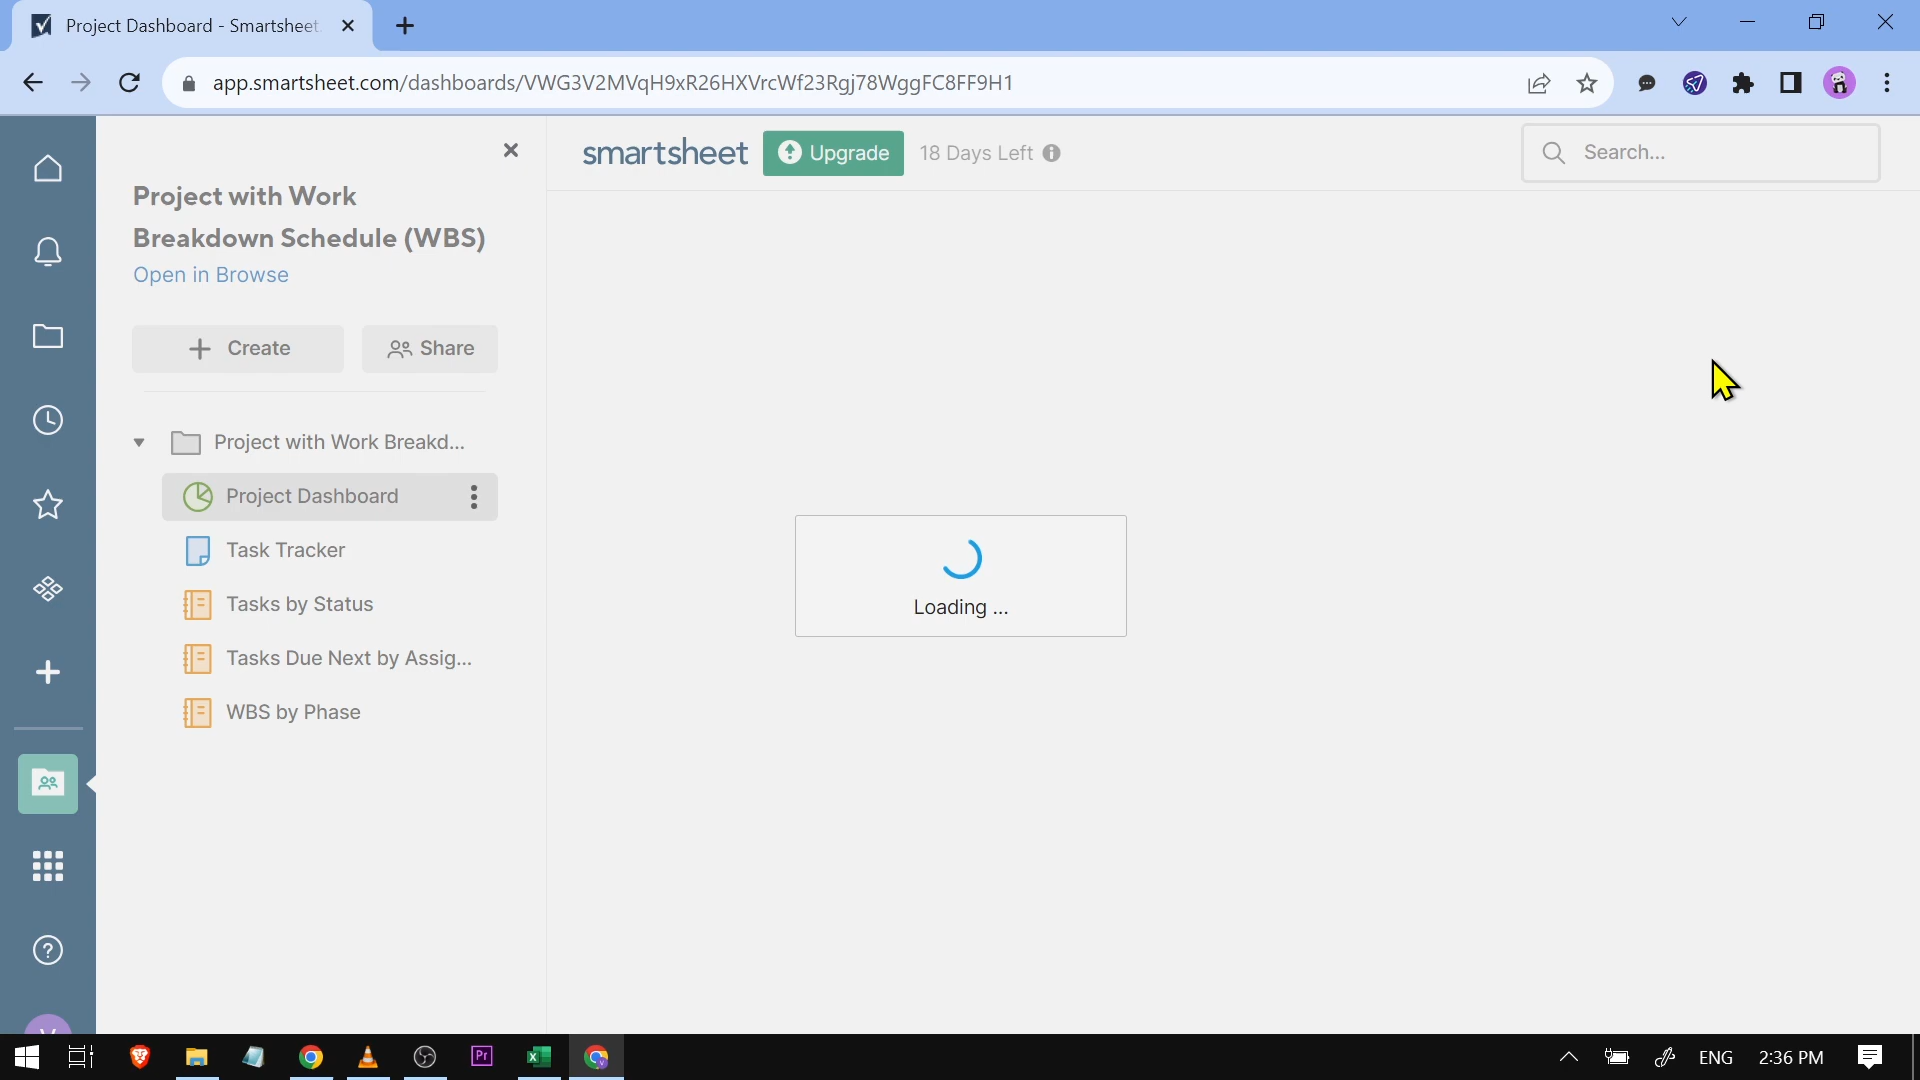 Project Dashboard - Smartsheet
app.smartsheet.com/dashboards/VWG3V2MVqH9xR26HXVrcWf23Rgj78WggFC8FF9H1
Project with Work
Breakdown Schedule (WBS)
Open in Browse
Create
Share
Project with Work Breakd...
Project Dashboard
Task Tracker
Tasks by Status
Tasks Due Next by Assig...
WBS by Phase
smartsheet
Upgrade
18 Days Left
Search...
Loading ...
Pr
ENG
2:36 PM